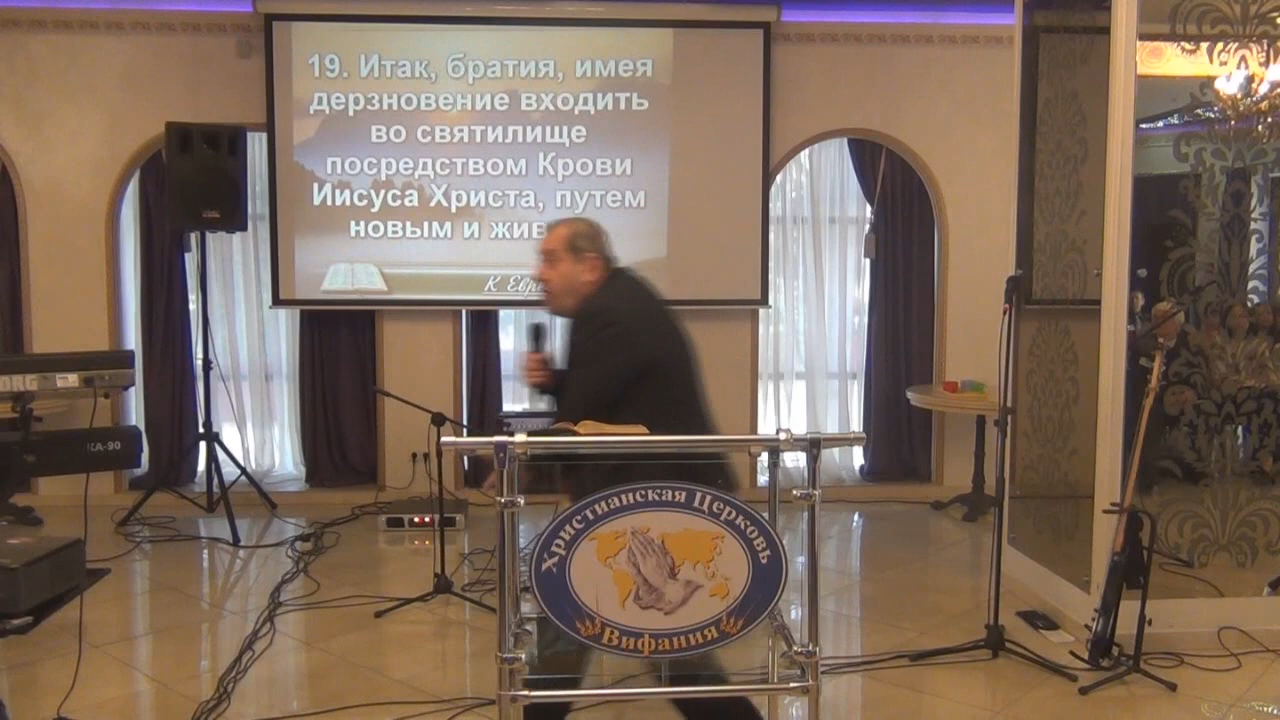 19. Итак, братия, имея
дерзновение входить
во святилище
посредством Крови
Иисуса Христа, путем
новым и
К
Христианская Церковь
Вифания
KORG
KA-90